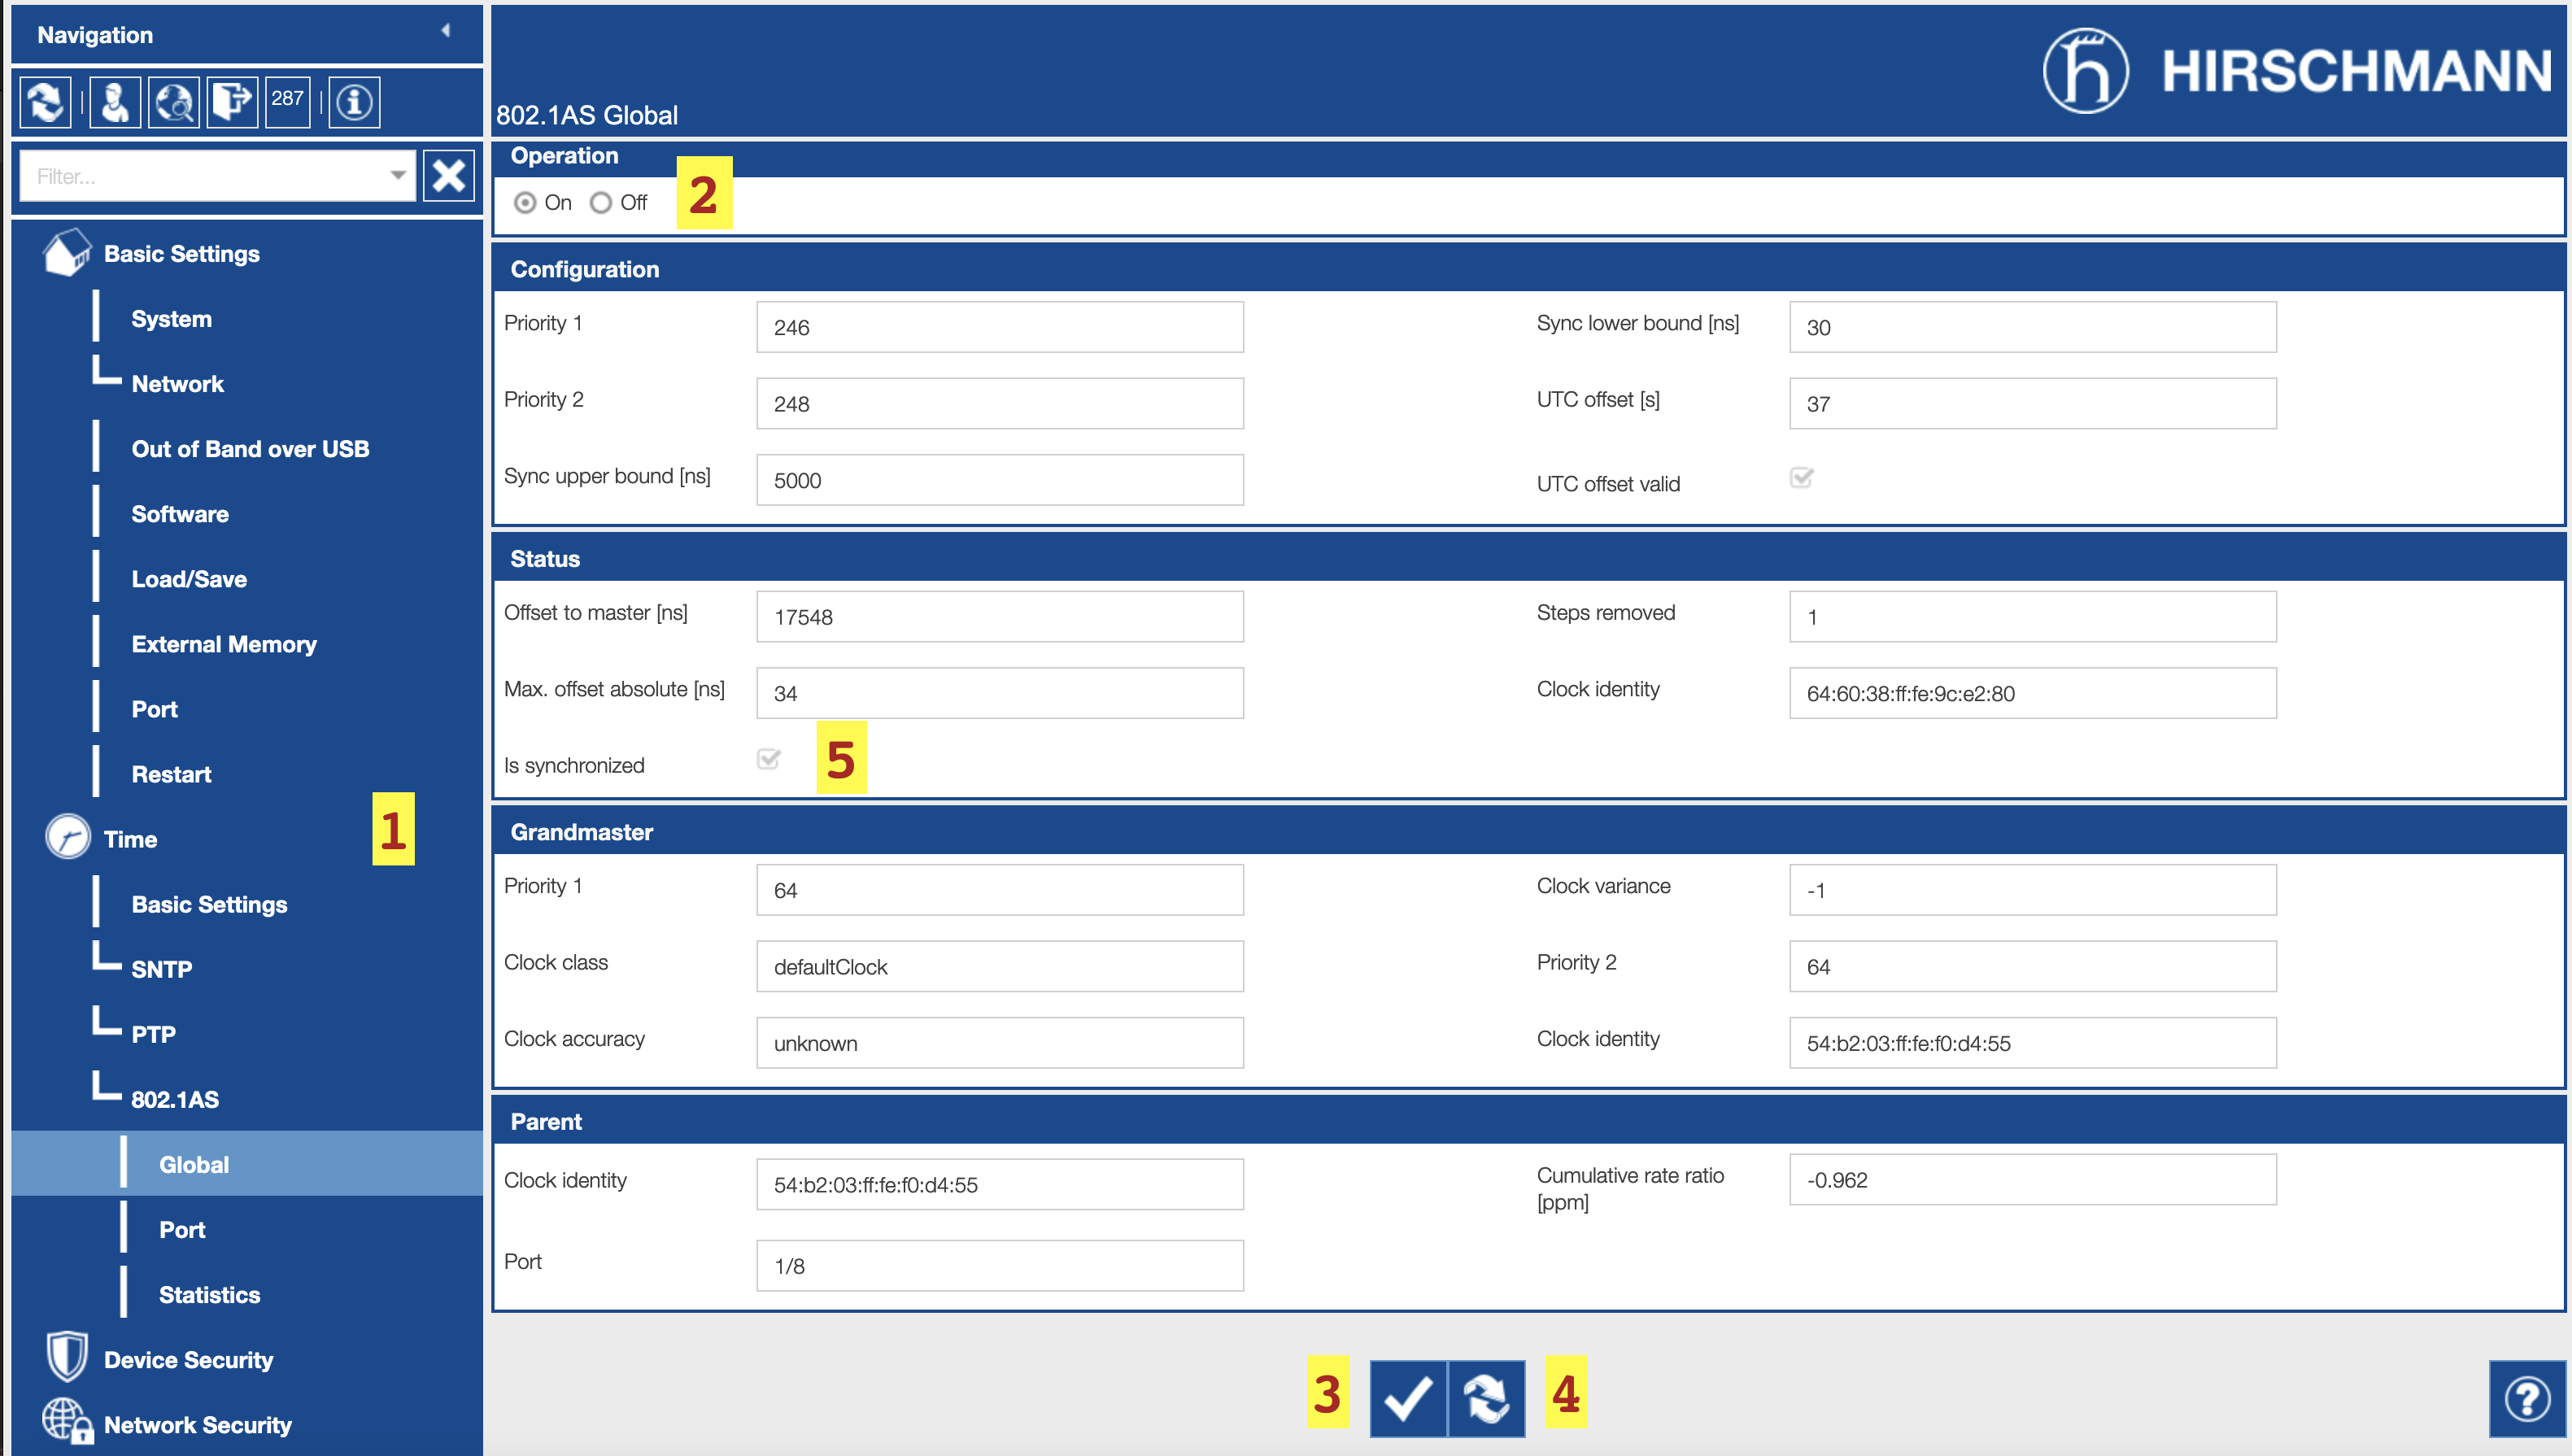 Navigation
287
Filter...
Basic Settings
System
Network
Out of Band over USB
Software
Load/Save
External Memory
Port
Restart
Time
1
Basic Settings
SNTP
PTP
802.1AS
Global
Port
Statistics
Device Security
Network Security
HIRSCHMANN
802.1AS Global
Operation
On Off 2
Configuration
Priority 1 246 Sync lower bound [ns] 30
Priority 2 248 UTC offset [s] 37
Sync upper bound [ns] 5000 UTC offset valid
Status
Offset to master [ns] 17548 Steps removed 1
Max. offset absolute [ns] 34 Clock identity 64:60:38:ff:fe:9c:e2:80
Is synchronized 5
Grandmaster
Priority 1 64 Clock variance -1
Clock class defaultClock Priority 2 64
Clock accuracy unknown Clock identity 54:b2:03:ff:fe:f0:d4:55
Parent
Clock identity 54:b2:03:ff:fe:f0:d4:55 Cumulative rate ratio -0.962
[ppm]
Port 1/8
3 4
?